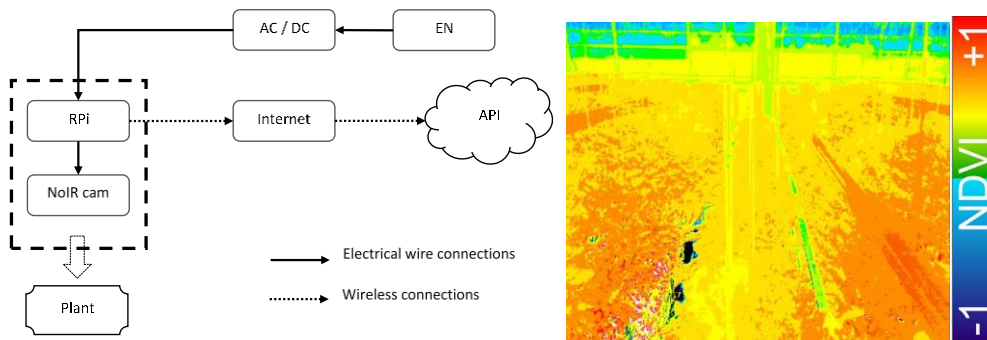 AC / DC
EN
RPi
Internet
API
NoIR cam
Plant
Electrical wire connections
Wireless connections
-1 NDVI +1